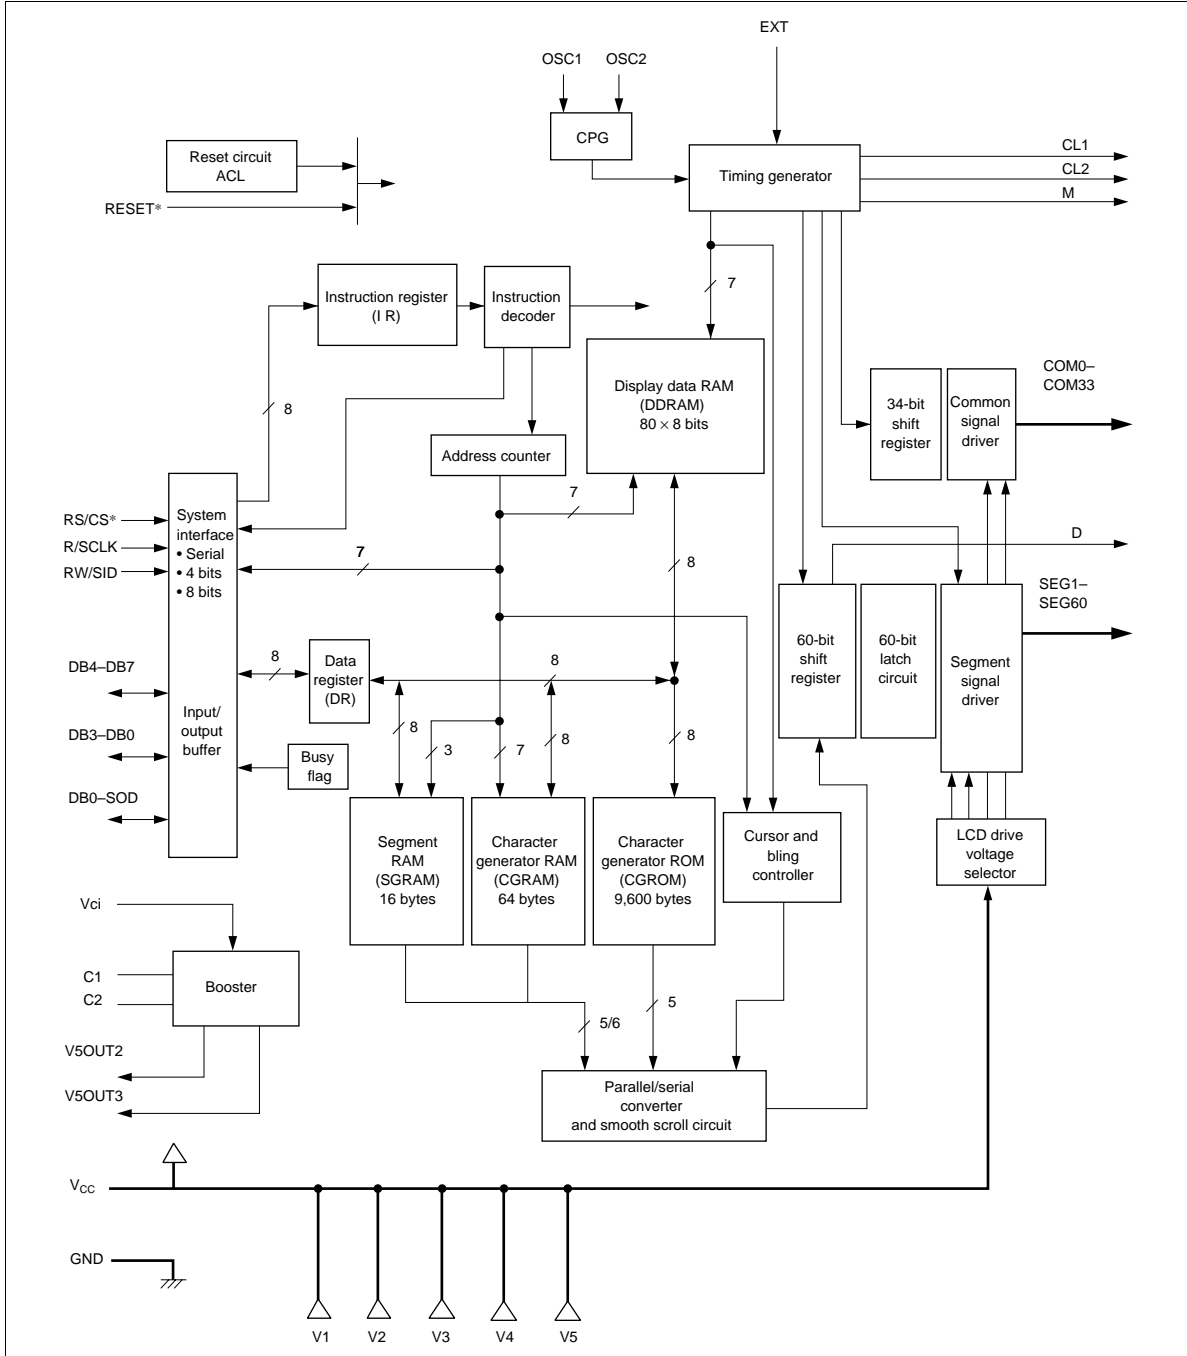 EXT
OSC1 OSC2
CPG
Reset circuit
ACL
RESET*
Timing generator
CL1
CL2
M
7
Instruction register
(I R)
Instruction
decoder
8
Display data RAM
(DDRAM)
80 × 8 bits
34-bit
shift
register
Common
signal
driver
COM0–
COM33
Address counter
7
RS/CS*
R/SCLK
RW/SID
System
interface
• Serial
• 4 bits
• 8 bits
7
8
D
SEG1–
SEG60
60-bit
shift
register
60-bit
latch
circuit
Segment
signal
driver
DB4–DB7
8
Data
register
(DR)
8
DB3–DB0
Input/
output
buffer
Busy
flag
8
3
7
8
8
DB0–SOD
Segment
RAM
(SGRAM)
16 bytes
Character
generator RAM
(CGRAM)
64 bytes
Character
generator ROM
(CGROM)
9,600 bytes
Cursor and
bling
controller
LCD drive
voltage
selector
Vci
C1
C2
Booster
5/6
5
V5OUT2
V5OUT3
Parallel/serial
converter
and smooth scroll circuit
VCC
GND
V1 V2 V3 V4 V5